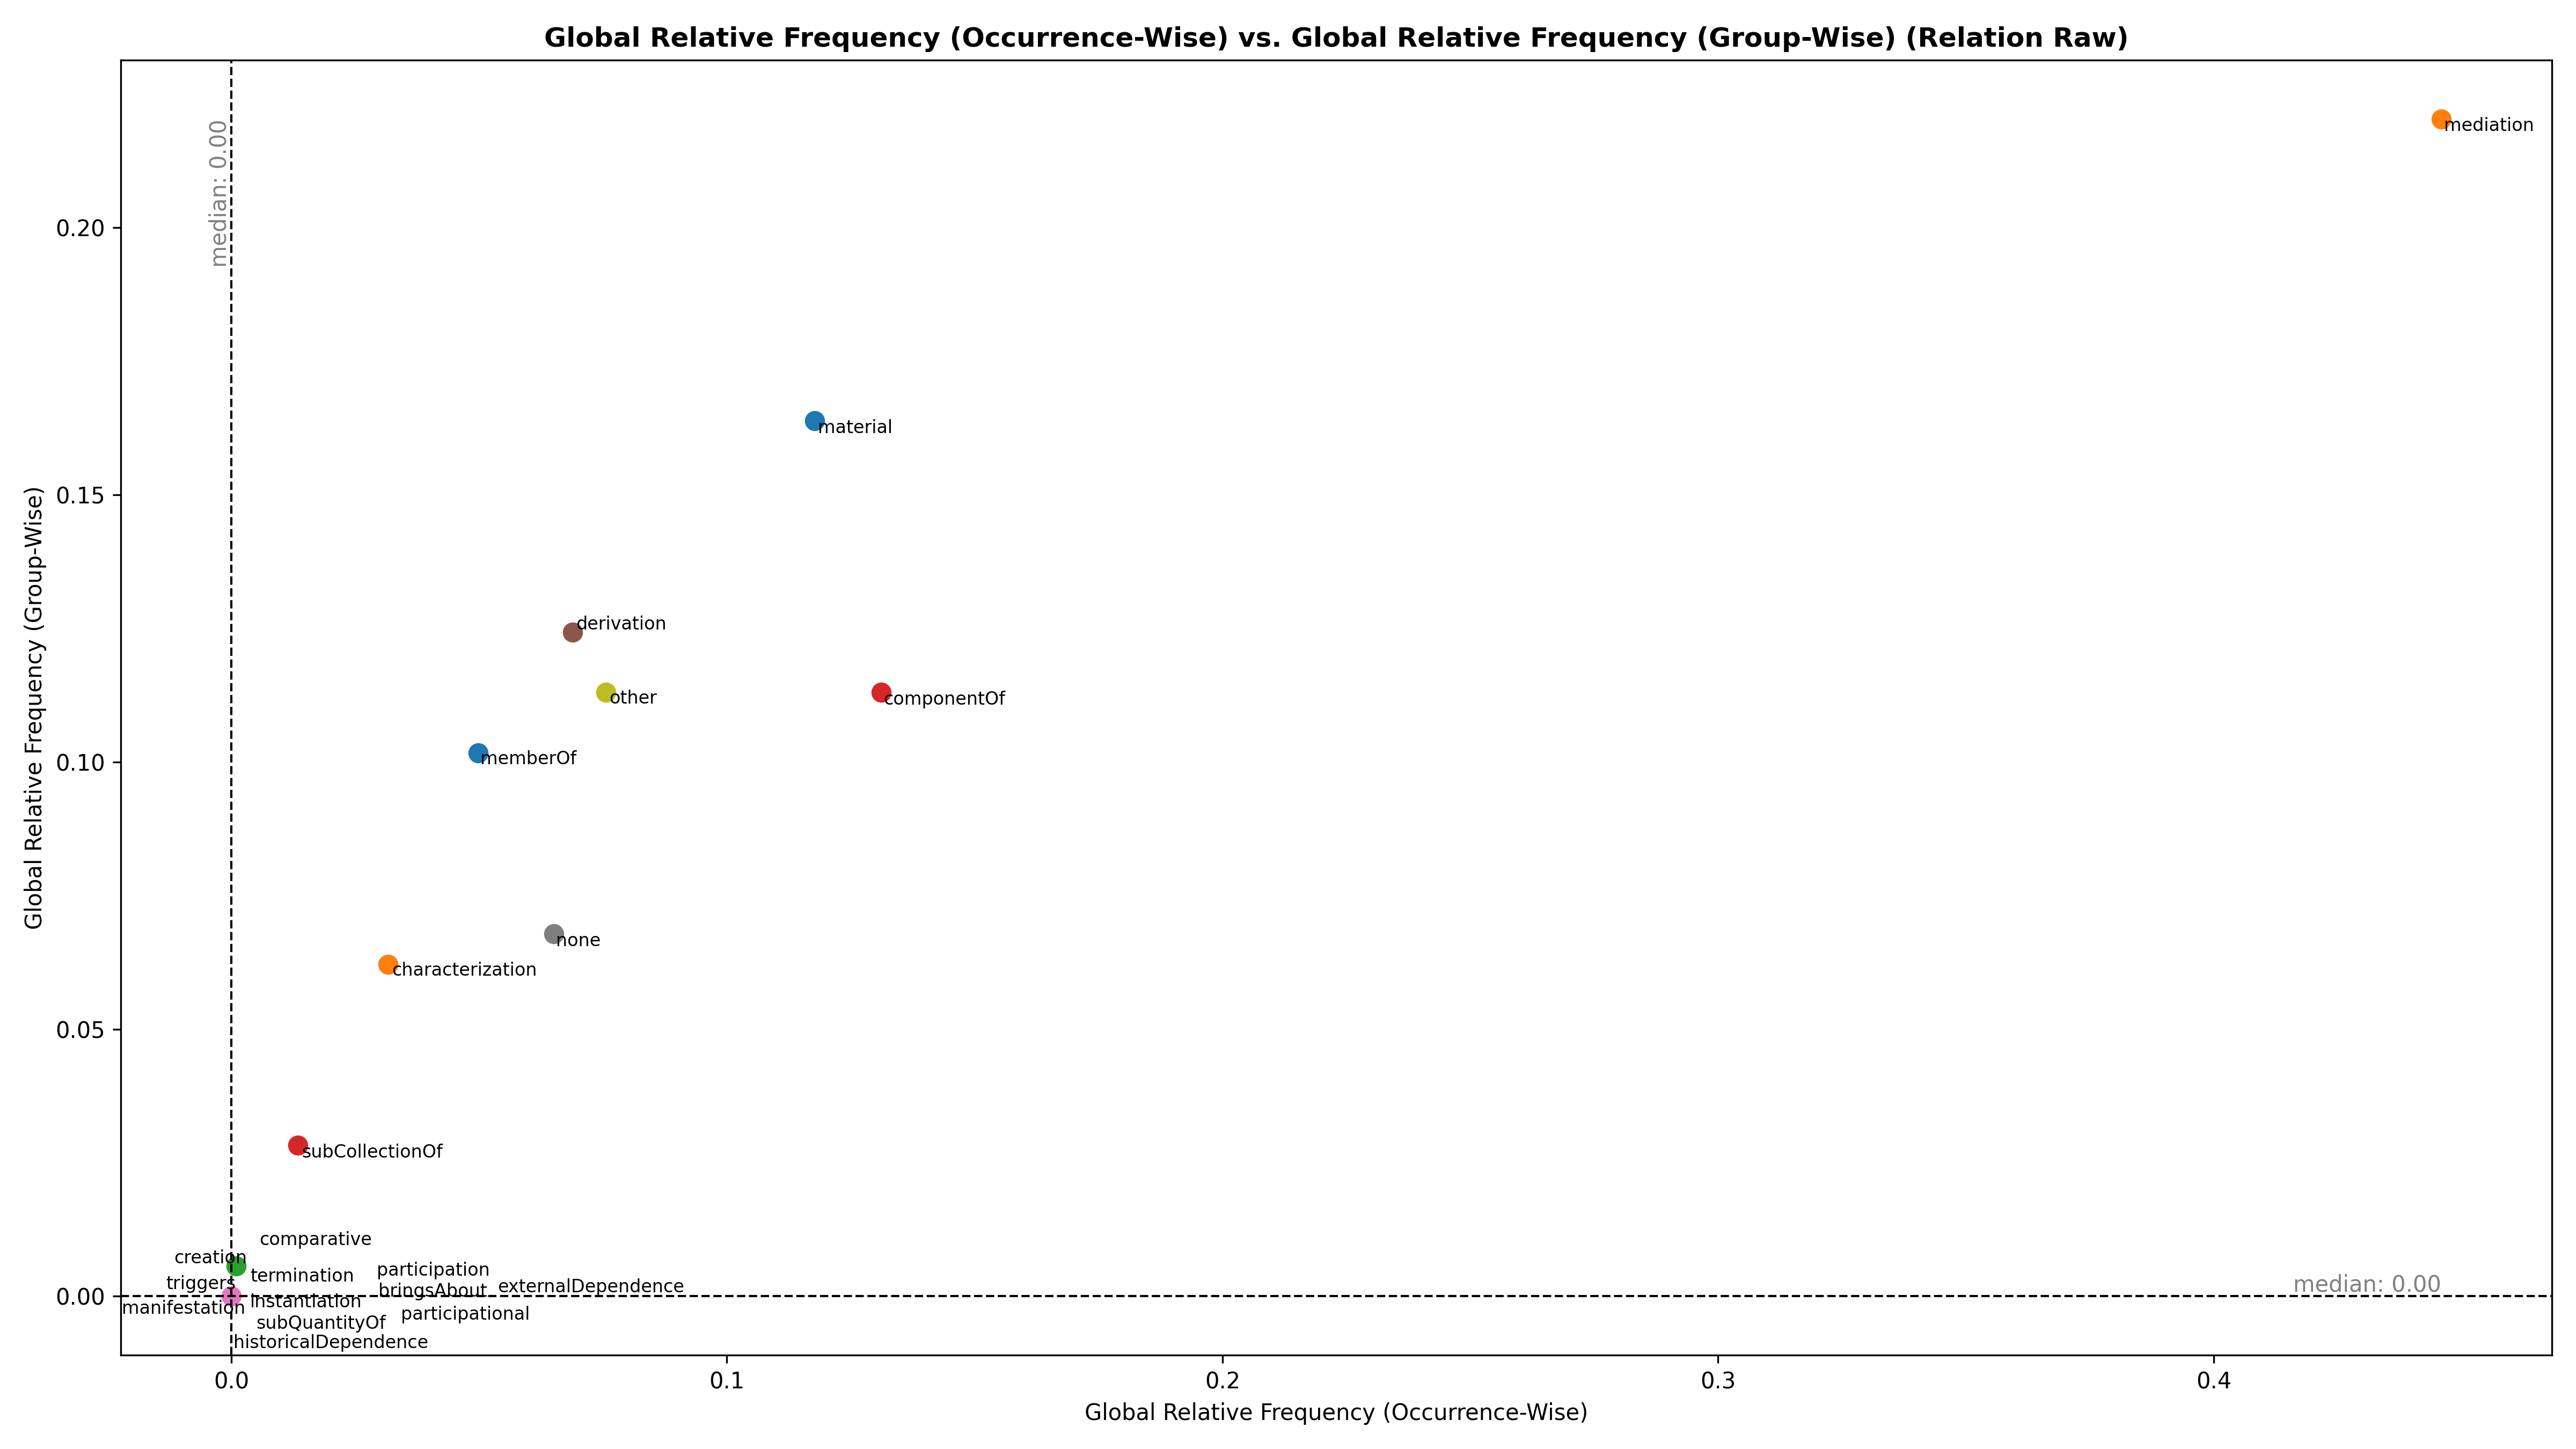 Global Relative Frequency (Occurrence-Wise) vs. Global Relative Frequency (Group-Wise) (Relation Raw)
median: 0.00
mediation
0.20
material
0.15
derivation
other
componentOf
memberOf
0.10
none
characterization
0.05
subCollectionOf
comparative
creation
termination
participation
triggers
bringsAbout
externalDependence
median: 0.00
0.00
manifestation
instantiation
participational
subQuantityOf
historicalDependence
Global Relative Frequency (Group-Wise)
0.0
0.1
0.2
0.3
0.4
Global Relative Frequency (Occurrence-Wise)